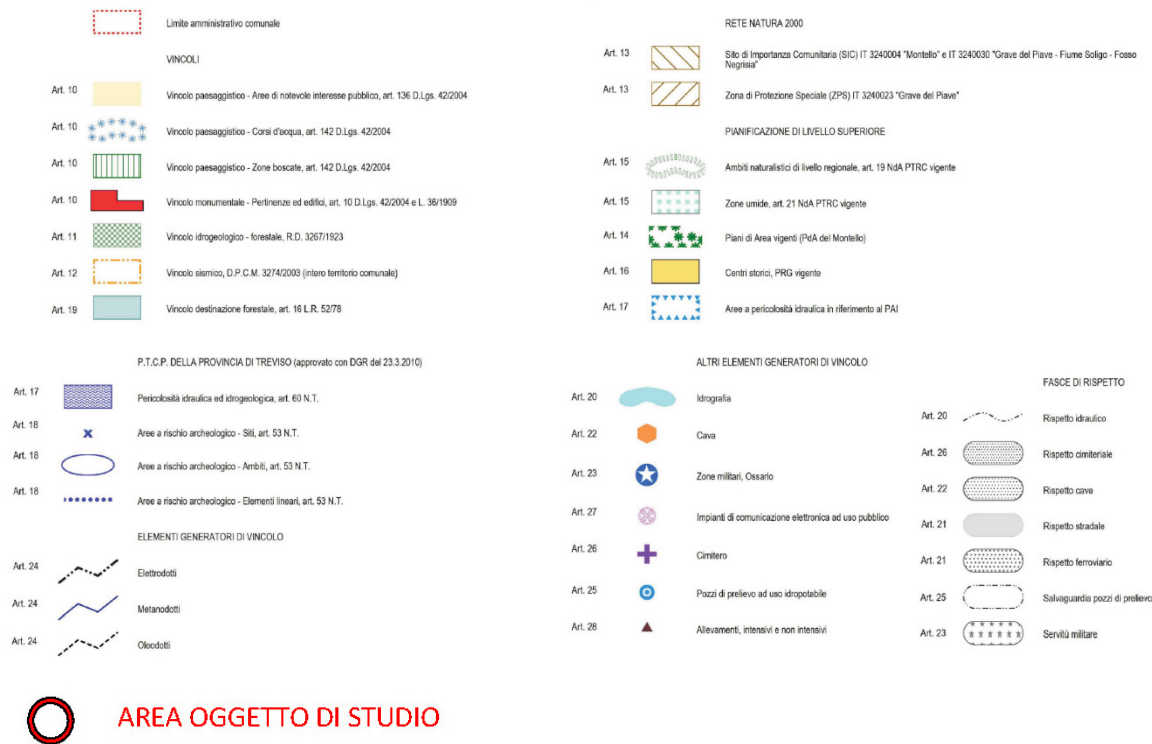 Limite amministrativo comunale
VINCOLI
Art. 10 Vincolo paesaggistico - Aree di notevole interesse pubblico, art. 136 D.Lgs. 42/2004
Art. 10 Vincolo paesaggistico - Corsi d'acqua, art. 142 D.Lgs. 42/2004
Art. 10 Vincolo paesaggistico - Zone boscate, art. 142 D.Lgs. 42/2004
Art. 10 Vincolo monumentale - Pertinenze ed edifici, art. 10 D.Lgs. 42/2004 e L. 36/1909
Art. 11 Vincolo idrogeologico - forestale, R.D. 3267/1923
Art. 12 Vincolo sismico, D.P.C.M. 3274/2003 (intero territorio comunale)
Art. 19 Vincolo destinazione forestale, art. 16 L.R. 52/78
RETE NATURA 2000
Art. 13 Sito di Importanza Comunitaria (SIC) IT 3240004 "Montello" e IT 3240030 "Grave del Piave - Fiume Soligo - Fosso
Negrisia"
Art. 13 Zona di Protezione Speciale (ZPS) IT 3240023 "Grave del Piave"
PIANIFICAZIONE DI LIVELLO SUPERIORE
Art. 15 Ambiti naturalistici di livello regionale, art. 19 NdA PTRC vigente
Art. 15 Zone umide, art. 21 NdA PTRC vigente
Art. 14 Piani di Area vigenti (PdA del Montello)
Art. 16 Centri storici, PRG vigente
Art. 17 Aree a pericolosità idraulica in riferimento al PAI
P.T.C.P. DELLA PROVINCIA DI TREVISO (approvato con DGR del 23.3.2010)
Art. 17 Pericolosità idraulica ed idrogeologica, art. 60 N.T.
Art. 18 Aree a rischio archeologico - Siti, art. 53 N.T.
Art. 18 Aree a rischio archeologico - Ambiti, art. 53 N.T.
Art. 18 Aree a rischio archeologico - Elementi lineari, art. 53 N.T.
ELEMENTI GENERATORI DI VINCOLO
Art. 24 Elettrodotti
Art. 24 Metanodotti
Art. 24 Oleodotti
ALTRI ELEMENTI GENERATORI DI VINCOLO
Art. 20 Idrografia
Art. 22 Cava
Art. 23 Zone militari, Ossario
Art. 27 Impianti di comunicazione elettronica ad uso pubblico
Art. 26 Cimitero
Art. 25 Pozzi di prelievo ad uso idropotabile
Art. 28 Allevamenti, intensivi e non intensivi
FASCE DI RISPETTO
Art. 20 Rispetto idraulico
Art. 26 Rispetto cimiteriale
Art. 22 Rispetto cave
Art. 21 Rispetto stradale
Art. 21 Rispetto ferroviario
Art. 25 Salvaguardia pozzi di prelievo
Art. 23 Servitù militare
AREA OGGETTO DI STUDIO